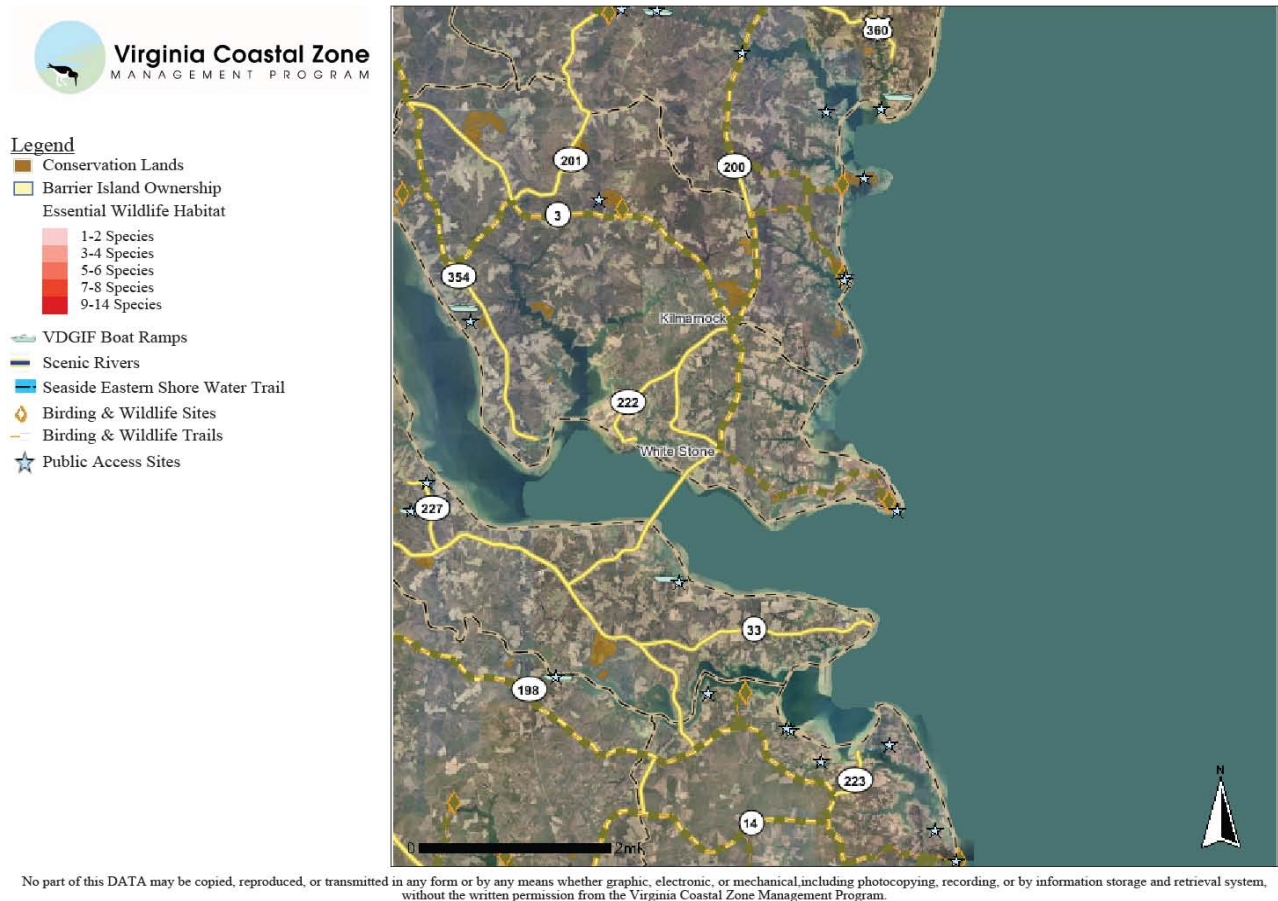 Virginia Coastal Zone
MANAGEMENT PROGRAM
Legend
Conservation Lands
Barrier Island Ownership
Essential Wildlife Habitat
1-2 Species
3-4 Species
5-6 Species
7-8 Species
9-14 Species
VDGIF Boat Ramps
Scenic Rivers
Seaside Eastern Shore Water Trail
Birding & Wildlife Sites
Birding & Wildlife Trails
Public Access Sites
360
201
200
3
354
Kilmarnock
222
White Stone
227
33
198
223
14
N
0 2mi
No part of this DATA may be copied, reproduced, or transmitted in any form or by any means whether graphic, electronic, or mechanical,including photocopying, recording, or by information storage and retrieval system,
without the written permission from the Virginia Coastal Zone Management Program.